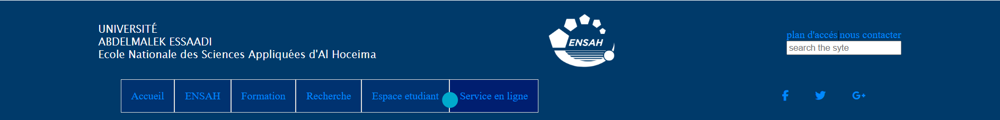 UNIVERSITÉ
ABDELMALEK ESSAADI
Ecole Nationale des Sciences Appliquées d'Al Hoceima
ENSAH
plan d'accés nous contacter
search the syte
Accueil ENSAH Formation Recherche Espace etudiant Service en ligne
G+